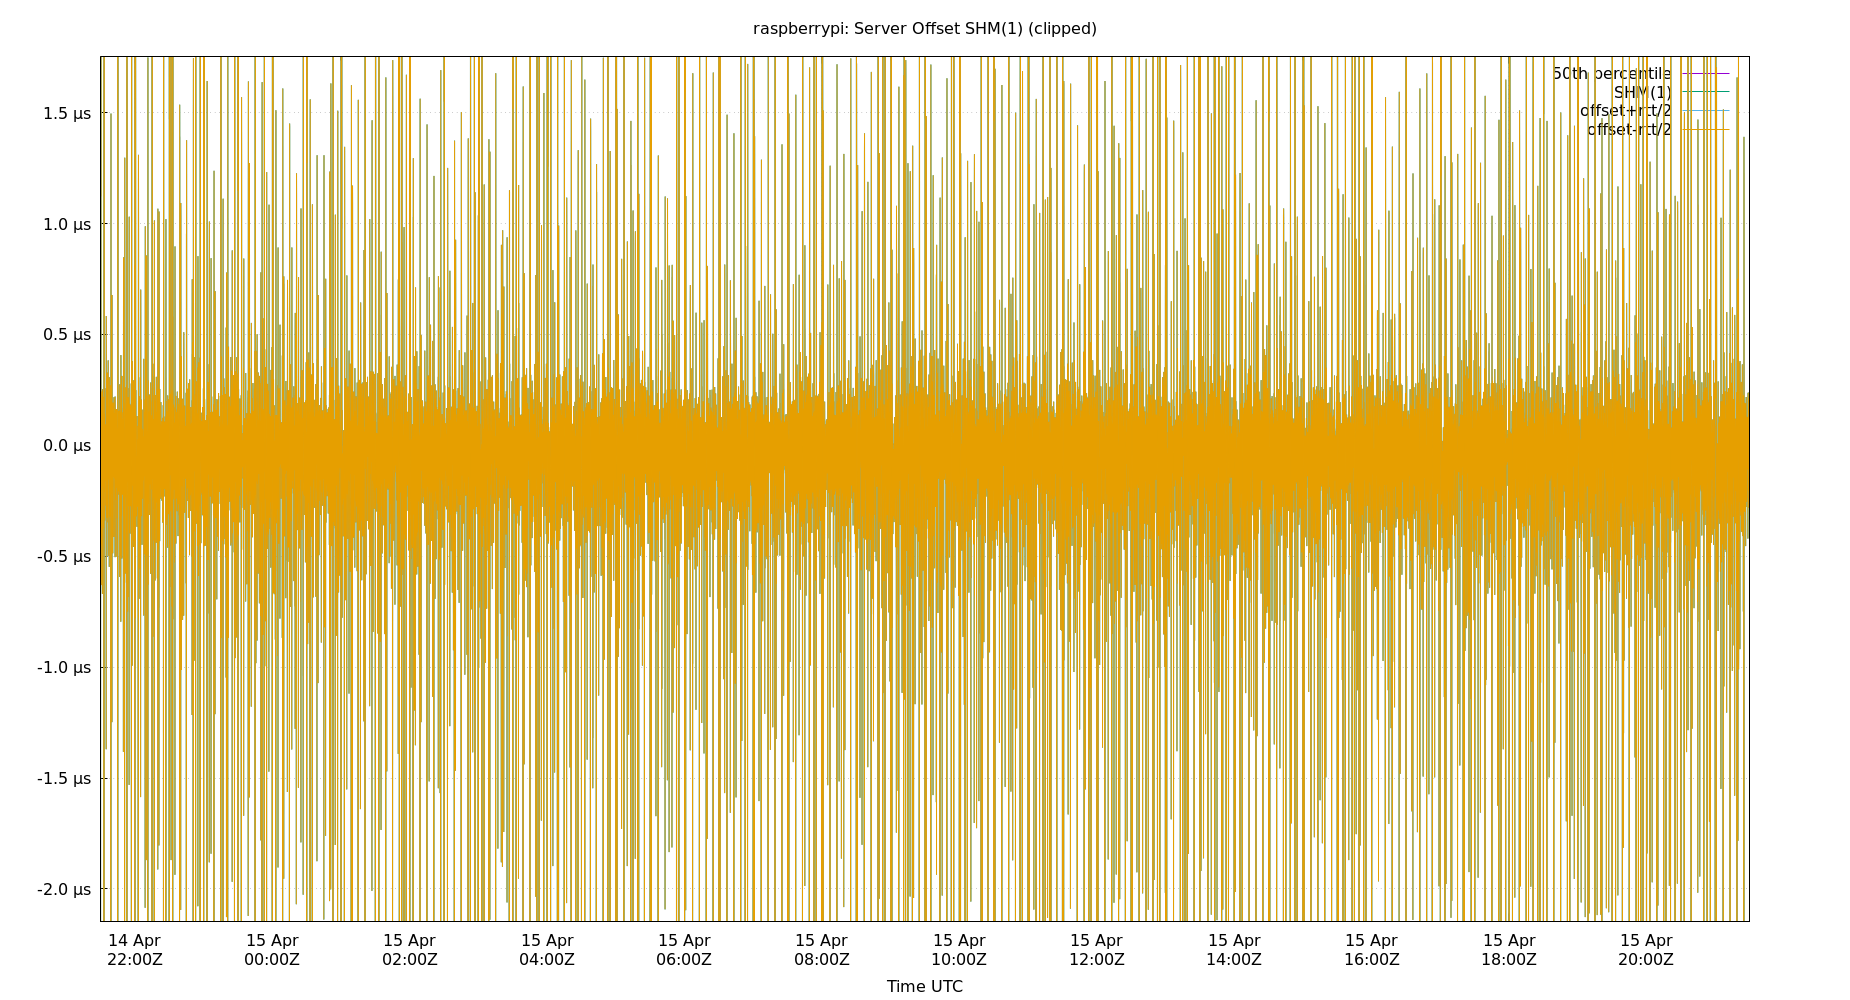 raspberrypi: Server Offset SHM(1) (clipped)
50th percentile
SHM(1)
offset+rtt/2
offset-rtt/2
1.5 µs
1.0 µs
0.5 µs
0.0 µs
-0.5 µs
-1.0 µs
-1.5 µs
-2.0 µs
14 Apr 15 Apr 15 Apr 15 Apr 15 Apr 15 Apr 15 Apr 15 Apr 15 Apr 15 Apr 15 Apr 15 Apr
22:00Z 00:00Z 02:00Z 04:00Z 06:00Z 08:00Z 10:00Z 12:00Z 14:00Z 16:00Z 18:00Z 20:00Z
Time UTC